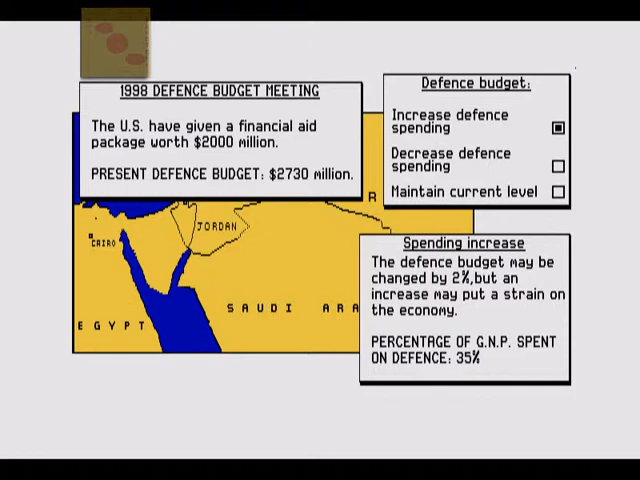 1998 DEFENCE BUDGET MEETING
The U.S. have given a financial aid
package worth $2000 million.
PRESENT DEFENCE BUDGET: $2730 million.
Defence budget:
Increase defence
spending
Decrease defence
spending
Maintain current level
R
JORDAN
CAIRO
SAUDI ARA
EGYPT
Spending increase
The defence budget may be
changed by 2%,but an
increase may put a strain on
the economy.
PERCENTAGE OF G.N.P. SPENT
ON DEFENCE: 35%